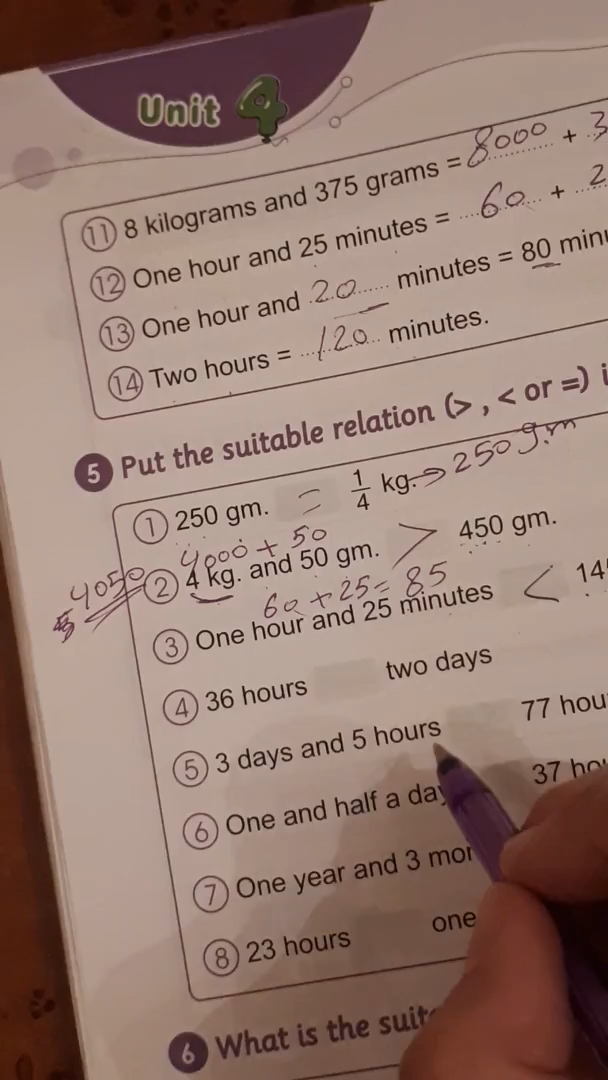 Unit 4
11 8 kilograms and 375 grams = 8000 + 3
12 One hour and 25 minutes = 60 + 2
13 One hour and 20 minutes = 80 minu
14 Two hours = 120 minutes.
5 Put the suitable relation (> , < or =) i
1 250 gm. = 1/4 kg. → 250 gm
4000 + 50
4050 2 4 kg. and 50 gm. > 450 gm.
60 + 25 = 85
3 One hour and 25 minutes < 14
4 36 hours two days
5 3 days and 5 hours 77 hou
6 One and half a day 37 ho
7 One year and 3 mon
8 23 hours one
6 What is the suit